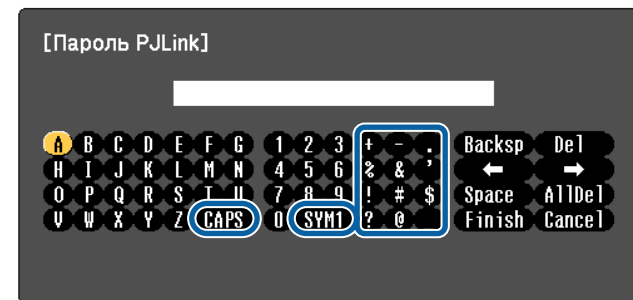 [Пароль PJLink]
A B C D E F G 1 2 3 + - . Backsp Del
H I J K L M N 4 5 6 % & ' ← →
O P Q R S T U 7 8 9 ! # $ Space AllDel
V W X Y Z CAPS 0 SYM1 ? @ Finish Cancel